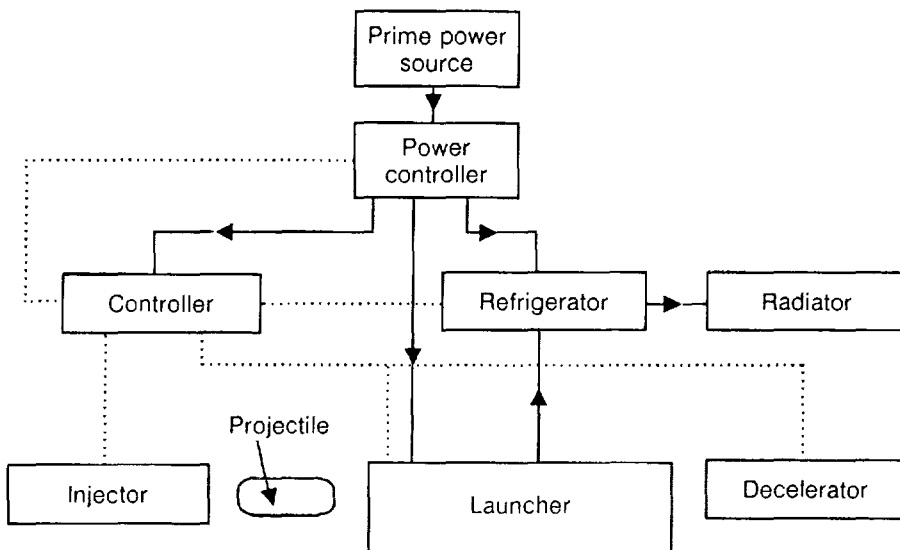 Prime power
source
Power
controller
Controller
Refrigerator
Radiator
Projectile
Injector
Launcher
Decelerator